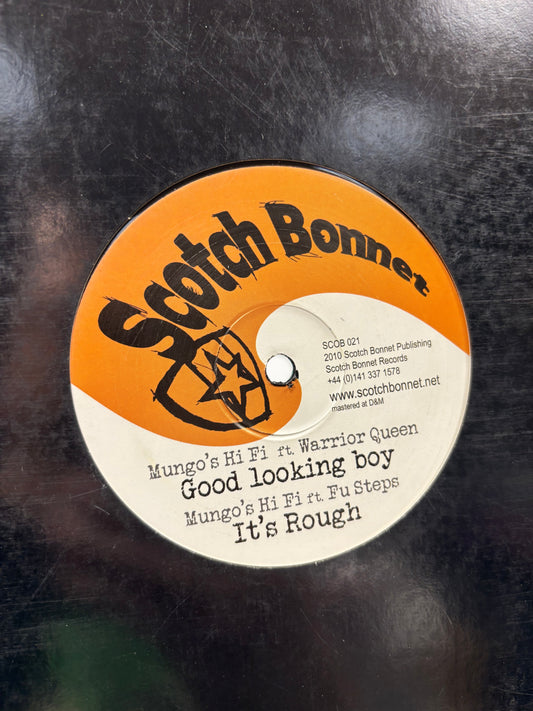 Scotch Bonnet
SCOB 021
2010 Scotch Bonnet Publishing
Scotch Bonnet Records
+44 (0)141 337 1578
www.scotchbonnet.net
mastered at D&M
Mungo's Hi Fi ft. Warrior Queen
Good looking boy
Mungo's Hi Fi ft. Fu Steps
It's Rough